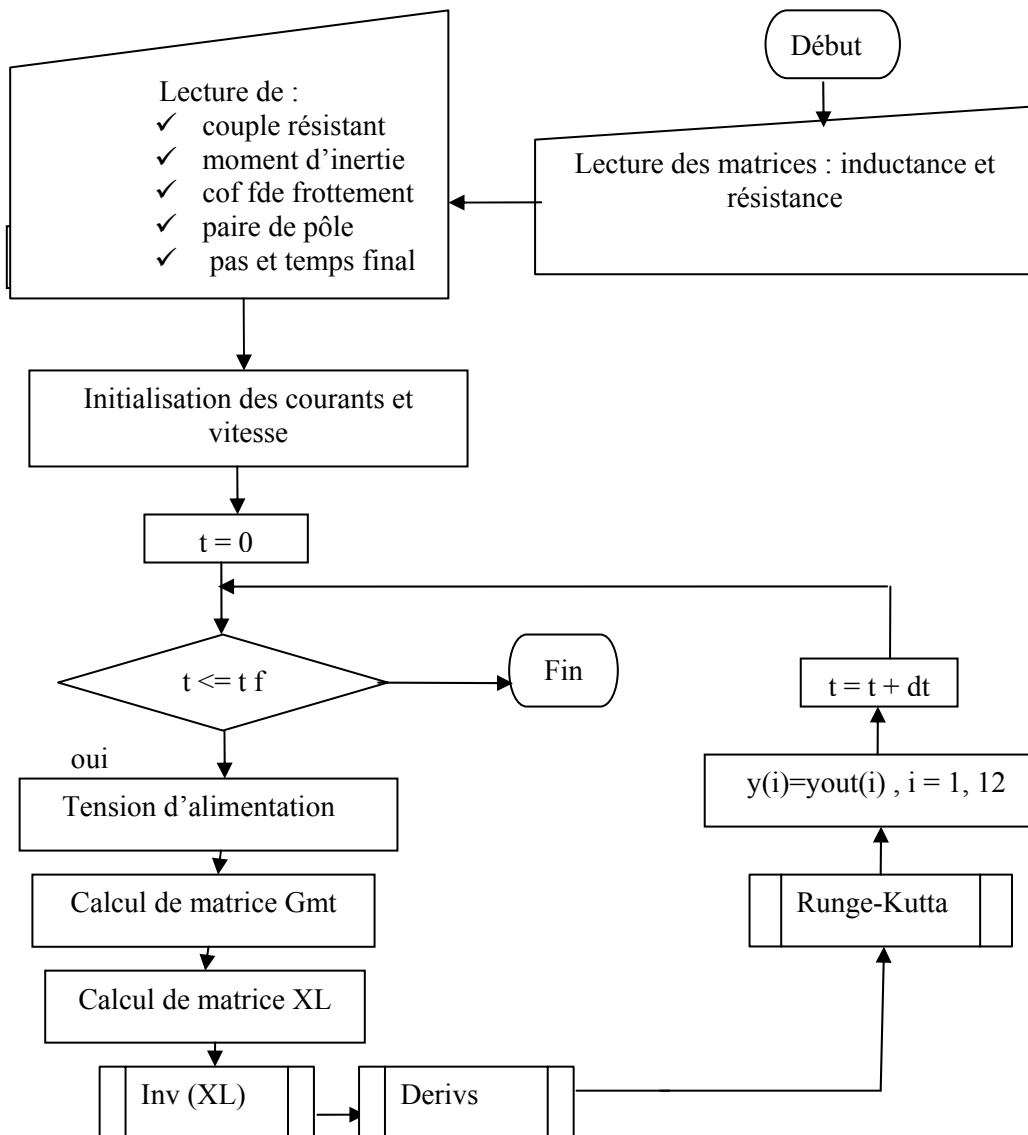 Début
Lecture des matrices : inductance et
résistance
Lecture de :
✓ couple résistant
✓ moment d’inertie
✓ cof fde frottement
✓ paire de pôle
✓ pas et temps final
Initialisation des courants et
vitesse
t = 0
t <= t f
Fin
oui
Tension d’alimentation
Calcul de matrice Gmt
Calcul de matrice XL
Inv (XL)
Derivs
Runge-Kutta
y(i)=yout(i) , i = 1, 12
t = t + dt